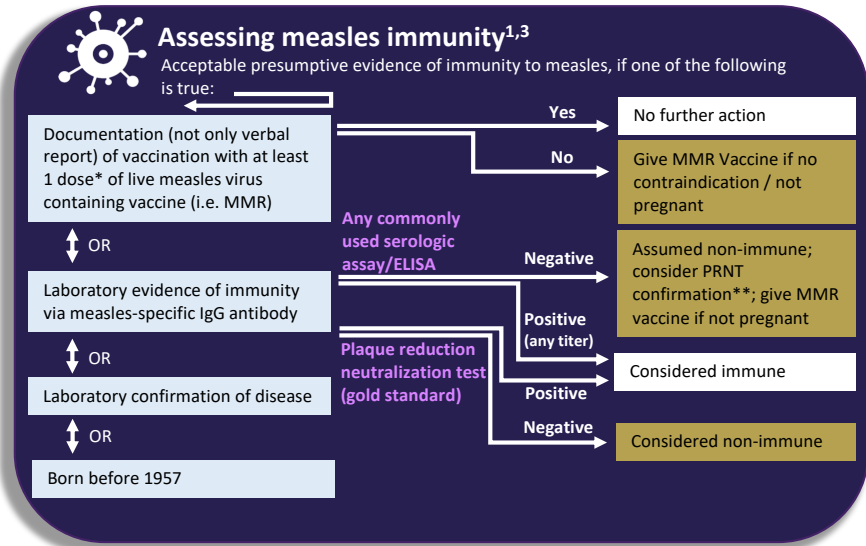 Assessing measles immunity1,3
Acceptable presumptive evidence of immunity to measles, if one of the following
is true:
Documentation (not only verbal
report) of vaccination with at least
1 dose* of live measles virus
containing vaccine (i.e. MMR)
Yes
No further action
No
Give MMR Vaccine if no
contraindication / not
pregnant
OR
Laboratory evidence of immunity
via measles-specific IgG antibody
Any commonly
used serologic
assay/ELISA
Negative
Assumed non-immune;
consider PRNT
confirmation**; give MMR
vaccine if not pregnant
Positive
(any titer)
Considered immune
Plaque reduction
neutralization test
(gold standard)
Positive
Negative
Considered non-immune
OR
Laboratory confirmation of disease
OR
Born before 1957